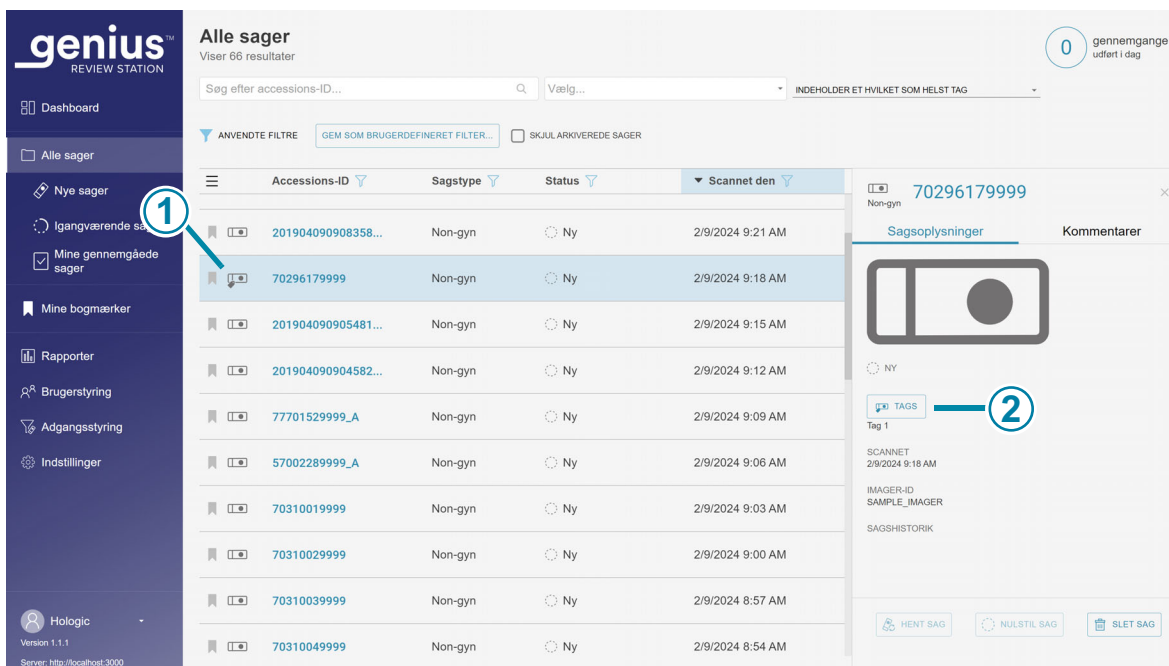 genius™
REVIEW STATION
Dashboard
Alle sager
Nye sager
Igangværende
Mine gennemgåede
sager
Mine bogmærker
Rapporter
Brugerstyring
Adgangsstyring
Indstillinger
Hologic
Version 1.1.1
Server: http://localhost:3000
Alle sager
Viser 66 resultater
0 gennemgange
udført i dag
Søg efter accessions-ID... Vælg... INDEHOLDER ET HVILKET SOM HELST TAG
ANVENDTE FILTRE GEM SOM BRUGERDEFINERET FILTER... SKJUL ARKIVEREDE SAGER
Accessions-ID Sagstype Status Scannet den
201904090908358... Non-gyn Ny 2/9/2024 9:21 AM
70296179999 Non-gyn Ny 2/9/2024 9:18 AM
201904090905481... Non-gyn Ny 2/9/2024 9:15 AM
201904090904582... Non-gyn Ny 2/9/2024 9:12 AM
77701529999_A Non-gyn Ny 2/9/2024 9:09 AM
57002289999_A Non-gyn Ny 2/9/2024 9:06 AM
70310019999 Non-gyn Ny 2/9/2024 9:03 AM
70310029999 Non-gyn Ny 2/9/2024 9:00 AM
70310039999 Non-gyn Ny 2/9/2024 8:57 AM
70310049999 Non-gyn Ny 2/9/2024 8:54 AM
1
Non-gyn 70296179999
Sagsoplysninger Kommentarer
NY
TAGS
2
Tag 1
SCANNET
2/9/2024 9:18 AM
IMAGER-ID
SAMPLE_IMAGER
SAGSHISTORIK
HENT SAG NULSTIL SAG SLET SAG